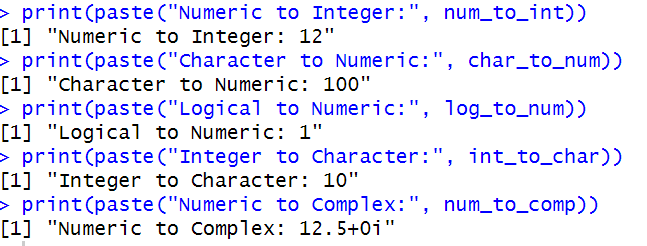 > print(paste("Numeric to Integer:", num_to_int))
[1] "Numeric to Integer: 12"
> print(paste("Character to Numeric:", char_to_num))
[1] "Character to Numeric: 100"
> print(paste("Logical to Numeric:", log_to_num))
[1] "Logical to Numeric: 1"
> print(paste("Integer to Character:", int_to_char))
[1] "Integer to Character: 10"
> print(paste("Numeric to Complex:", num_to_comp))
[1] "Numeric to Complex: 12.5+0i"